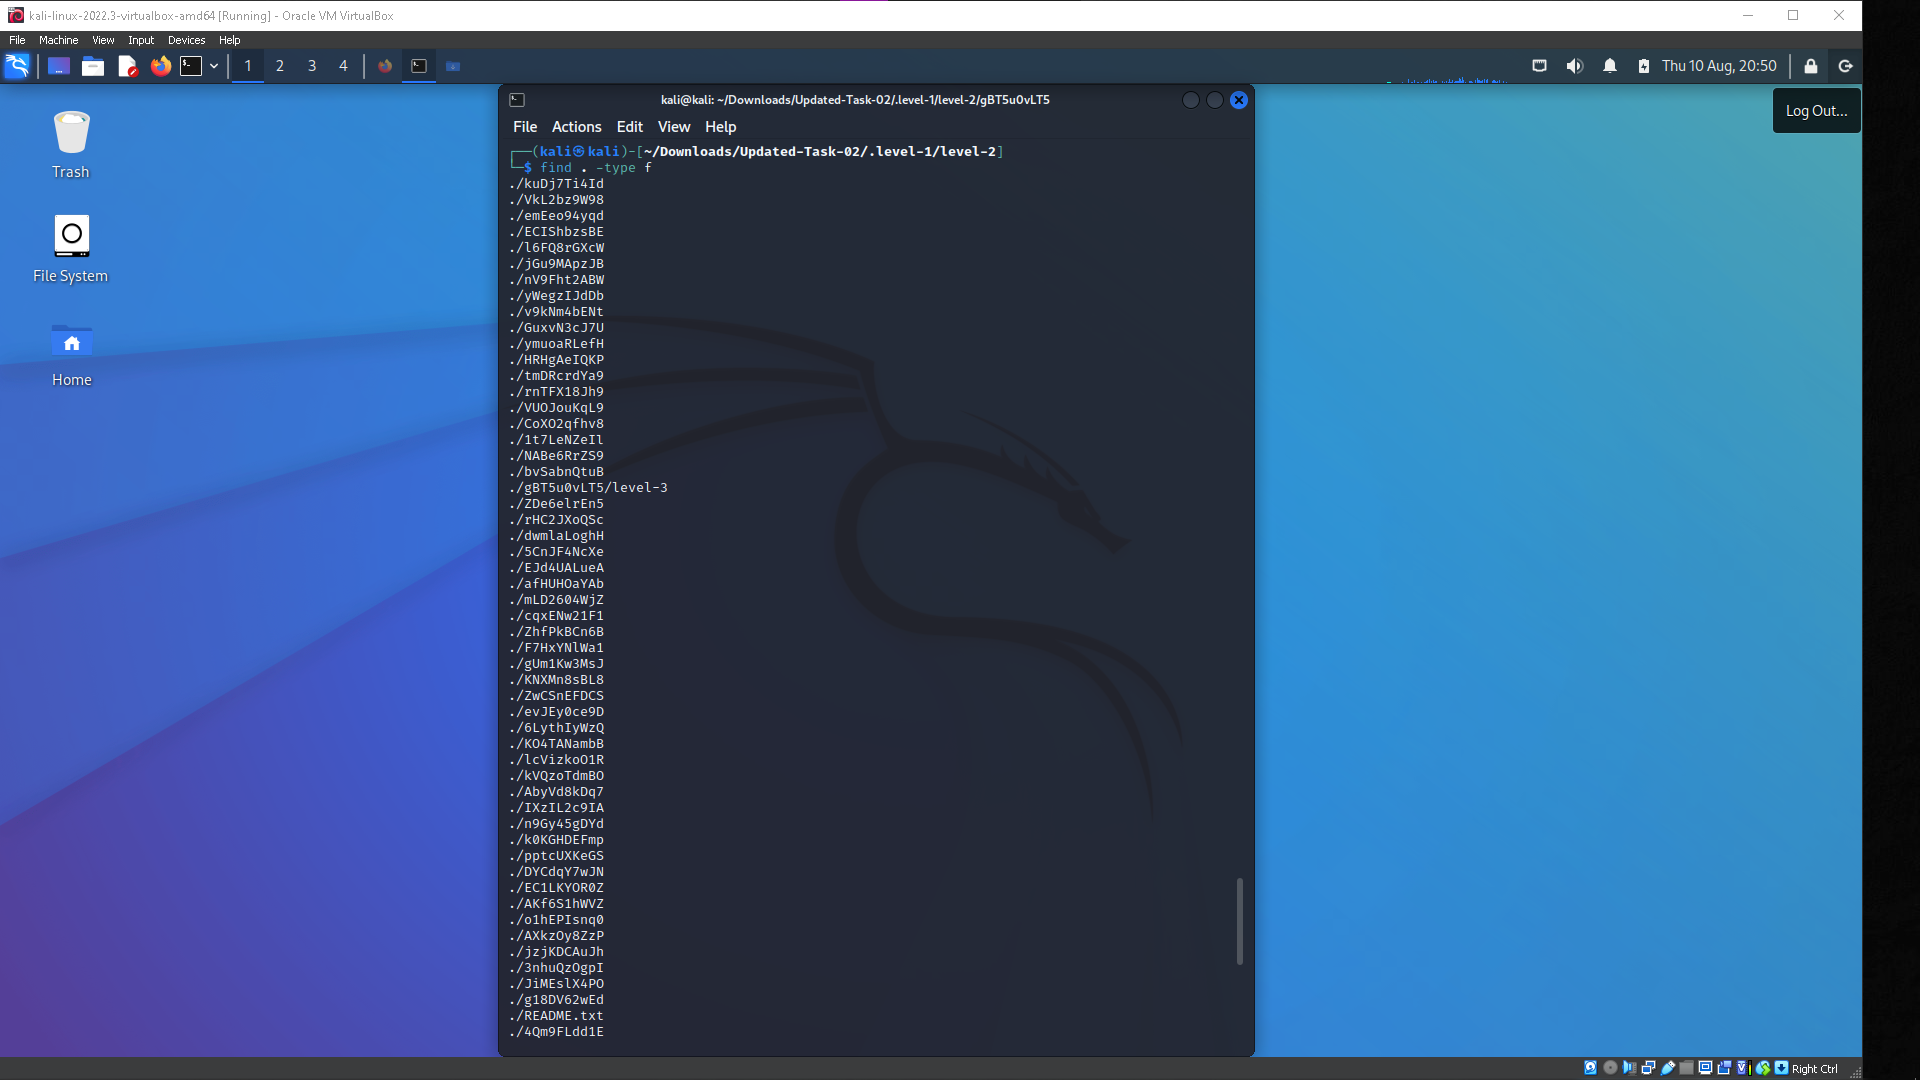 kali-linux-2022.3-virtualbox-amd64 [Running] - Oracle VM VirtualBox
File Machine View Input Devices Help
1 2 3 4
Thu 10 Aug, 20:50
Log Out...
Trash
File System
Home
kali@kali: ~/Downloads/Updated-Task-02/.level-1/level-2/gBT5u0vLT5
File Actions Edit View Help
┌──(kali㉿kali)-[~/Downloads/Updated-Task-02/.level-1/level-2]
└─$ find . -type f
./kuDj7Ti4Id
./VkL2bz9W98
./emEeo94yqd
./ECIShbzsBE
./l6FQ8rGXcW
./jGu9MApzJB
./nV9Fht2ABW
./yWegzIJdDb
./v9kNm4bENt
./GuxvN3cJ7U
./ymuoaRLefH
./HRHgAeIQKP
./tmDRcrdYa9
./rnTFX18Jh9
./VUOJouKqL9
./CoXO2qfhv8
./1t7LeNZeIl
./NABe6RrZS9
./bvSabnQtuB
./gBT5u0vLT5/level-3
./ZDe6elrEn5
./rHC2JXoQSc
./dwmlaLoghH
./5CnJF4NcXe
./EJd4UALueA
./afHUHOaYAb
./mLD2604WjZ
./cqxENw21F1
./ZhfPkBCn6B
./F7HxYNlWa1
./gUm1Kw3MsJ
./KNXMn8sBL8
./ZwCSnEFDCS
./evJEy0ce9D
./6LythIyWzQ
./KO4TANambB
./lcVizkoO1R
./kVQzoTdmBO
./AbyVd8kDq7
./IXzIL2c9IA
./n9Gy45gDYd
./k0KGHDEFmp
./pptcUXKeGS
./DYCdqY7wJN
./EC1LKYOR0Z
./AKf6S1hWVZ
./o1hEPIsnq0
./AXkzOy8ZzP
./jzjKDCAuJh
./3nhuQzOgpI
./JiMEslX4PO
./g18DV62wEd
./README.txt
./4Qm9FLdd1E
Right Ctrl